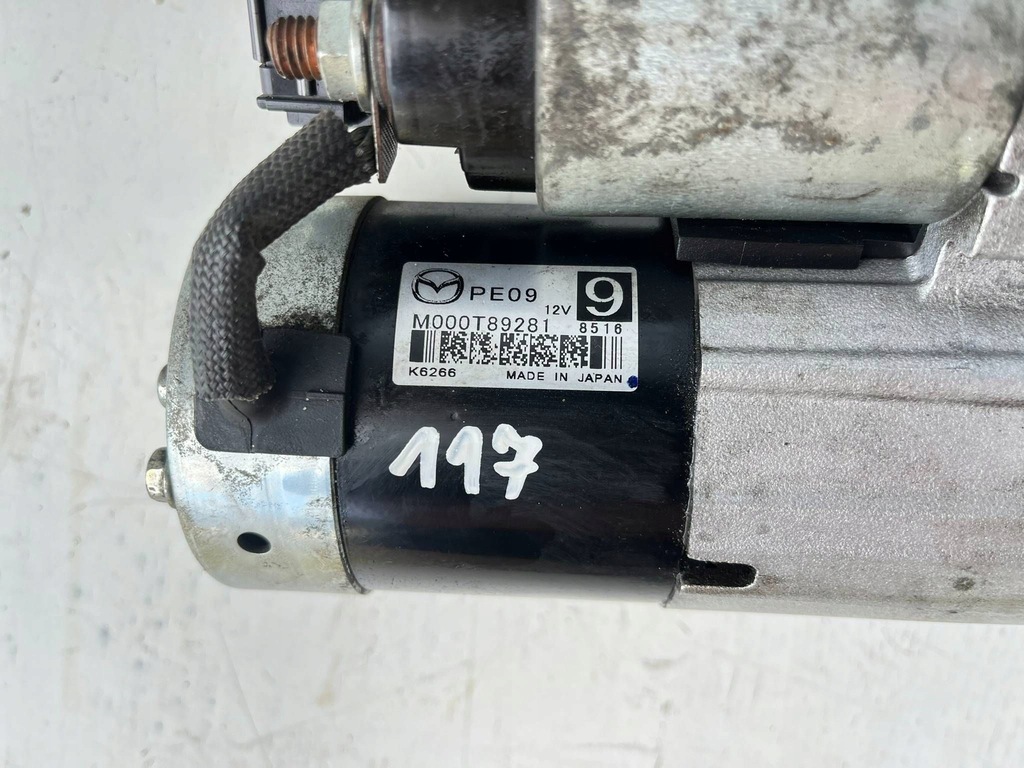 PE09 12V 9
M000T89281 8516
K6266 MADE IN JAPAN
117